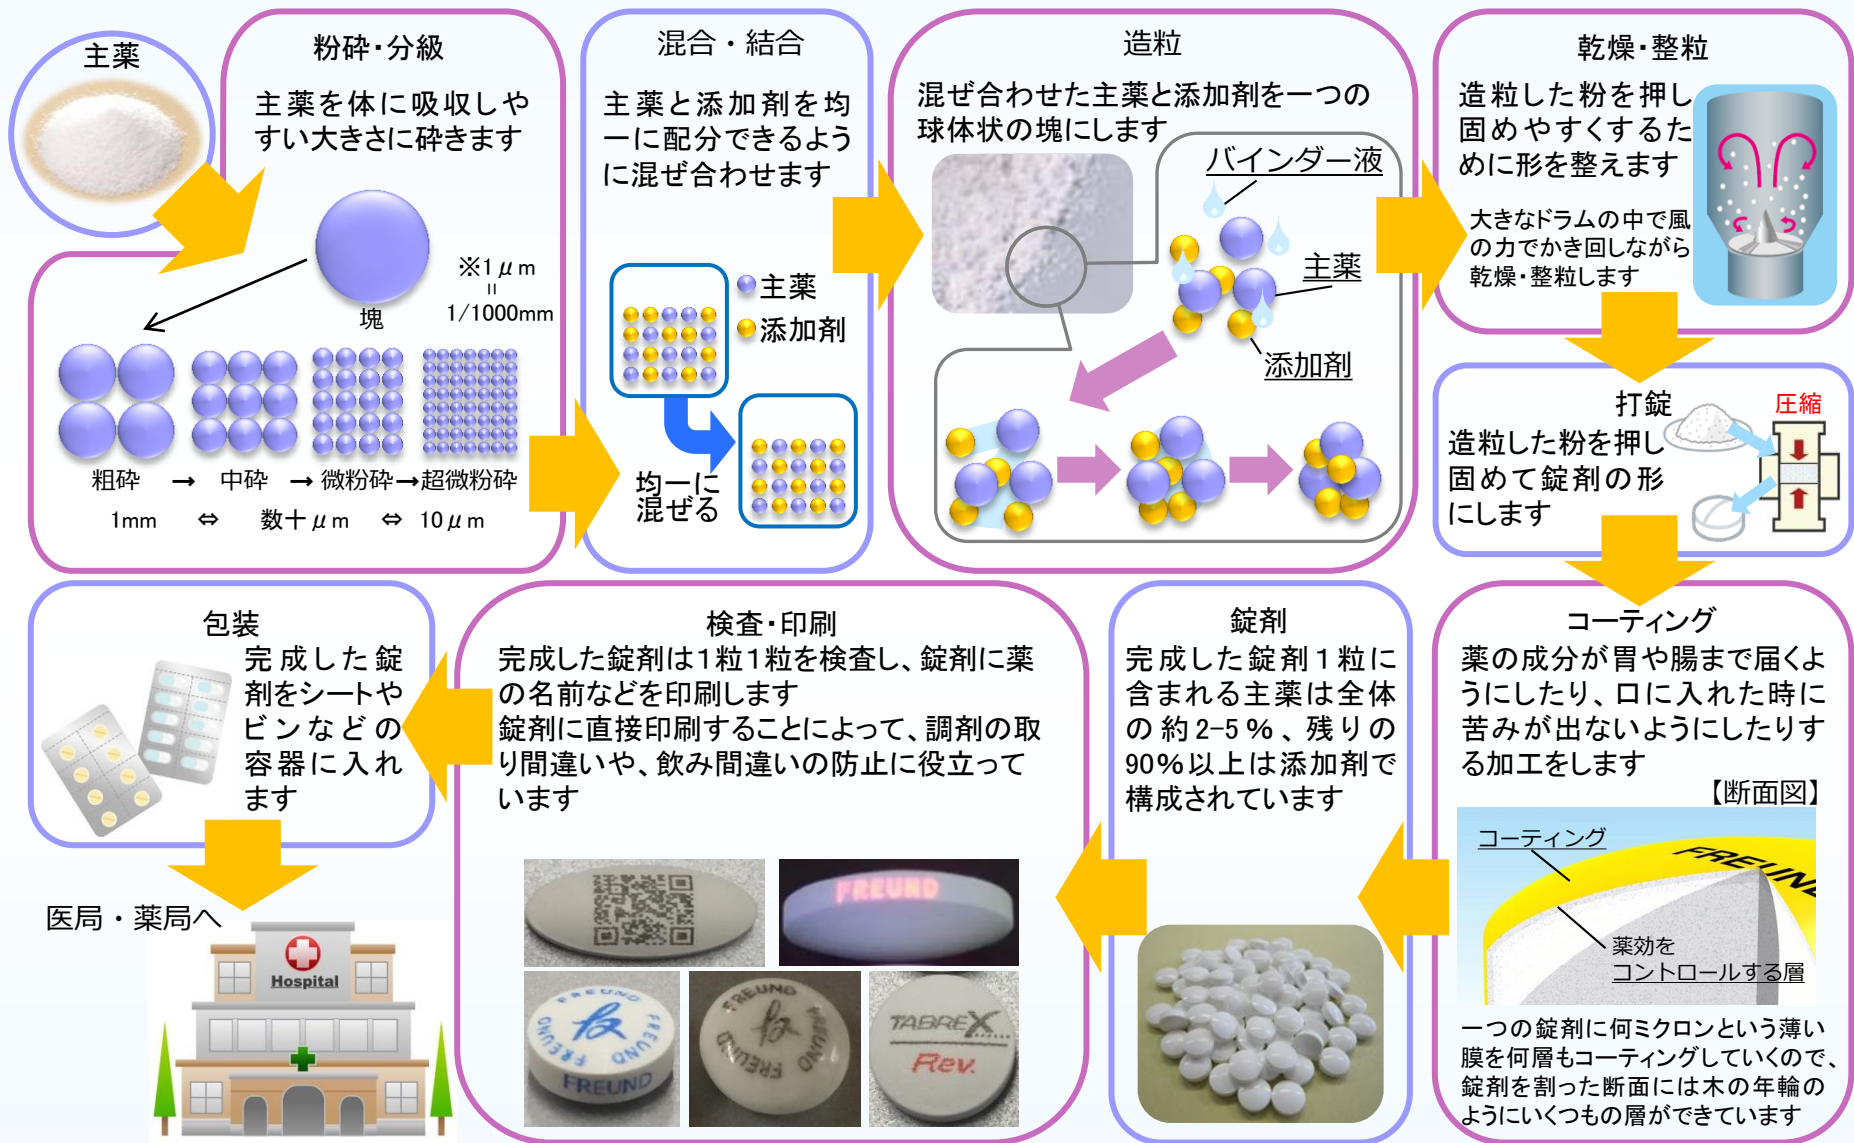 主薬
粉砕・分級
主薬を体に吸収しや
すい大きさに砕きます
※1μm
＝
1/1000mm
塊
粗砕 → 中砕 → 微粉砕→超微粉砕
1mm ⇔ 数十μm ⇔ 10μm
混合・結合
主薬と添加剤を均
一に配分できるよう
に混ぜ合わせます
主薬
添加剤
均一に
混ぜる
造粒
混ぜ合わせた主薬と添加剤を一つの
球体状の塊にします
バインダー液
主薬
添加剤
乾燥・整粒
造粒した粉を押し
固めやすくするた
めに形を整えます
大きなドラムの中で風
の力でかき回しながら
乾燥・整粒します
打錠
圧縮
造粒した粉を押し
固めて錠剤の形
にします
コーティング
薬の成分が胃や腸まで届くよ
うにしたり、口に入れた時に
苦みが出ないようにしたりす
る加工をします
【断面図】
コーティング
FREUND
薬効を
コントロールする層
一つの錠剤に何ミクロンという薄い
膜を何層もコーティングしていくので、
錠剤を割った断面には木の年輪の
ようにいくつもの層ができています
錠剤
完成した錠剤1粒に
含まれる主薬は全体
の約2-5%、残りの
90%以上は添加剤で
構成されています
検査・印刷
完成した錠剤は1粒1粒を検査し、錠剤に薬
の名前などを印刷します
錠剤に直接印刷することによって、調剤の取
り間違いや、飲み間違いの防止に役立って
います
FREUND
FREUND
FREUND
FREUND
FREUND
FREUND
FREUND
FREUND
TABREX
Rev.
包装
完成した錠
剤をシートや
ビンなどの
容器に入れ
ます
医局・薬局へ
Hospital